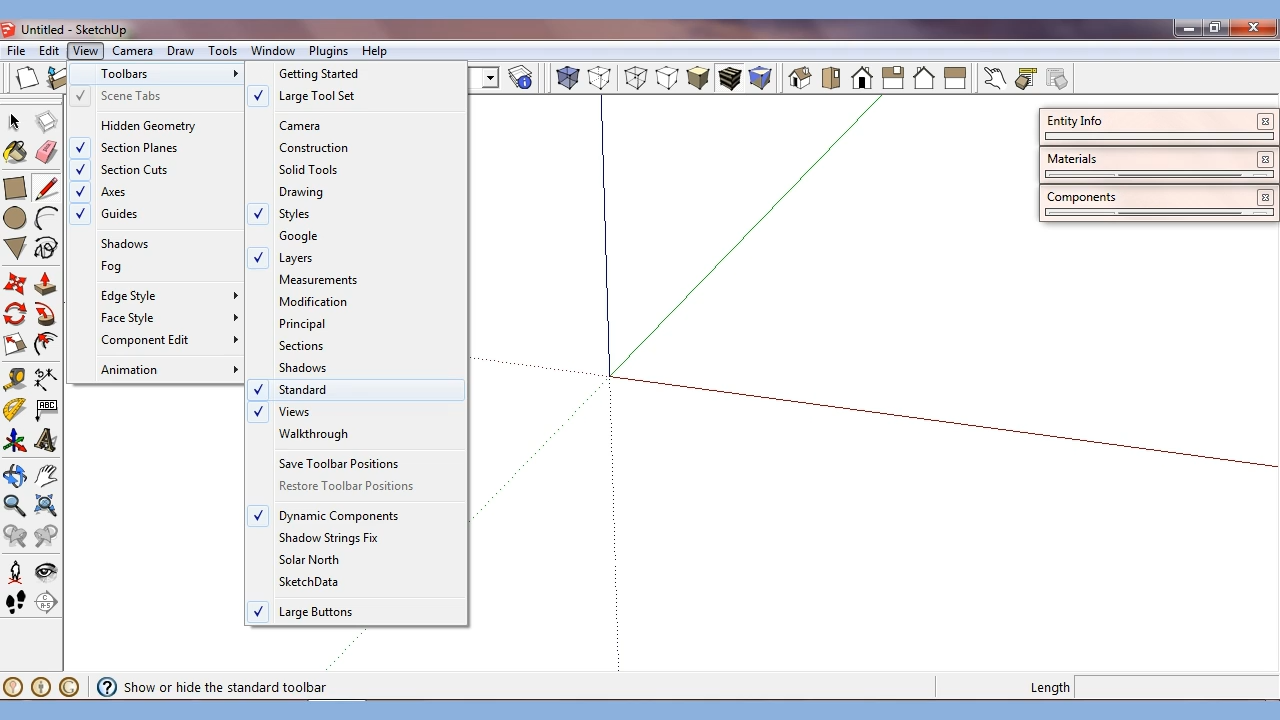 Untitled - SketchUp
File Edit View Camera Draw Tools Window Plugins Help
Toolbars
Scene Tabs
Hidden Geometry
Section Planes
Section Cuts
Axes
Guides
Shadows
Fog
Edge Style
Face Style
Component Edit
Animation
Getting Started
Large Tool Set
Camera
Construction
Solid Tools
Drawing
Styles
Google
Layers
Measurements
Modification
Principal
Sections
Shadows
Standard
Views
Walkthrough
Save Toolbar Positions
Restore Toolbar Positions
Dynamic Components
Shadow Strings Fix
Solar North
SketchData
Large Buttons
Entity Info
Materials
Components
ABC
Show or hide the standard toolbar
Length